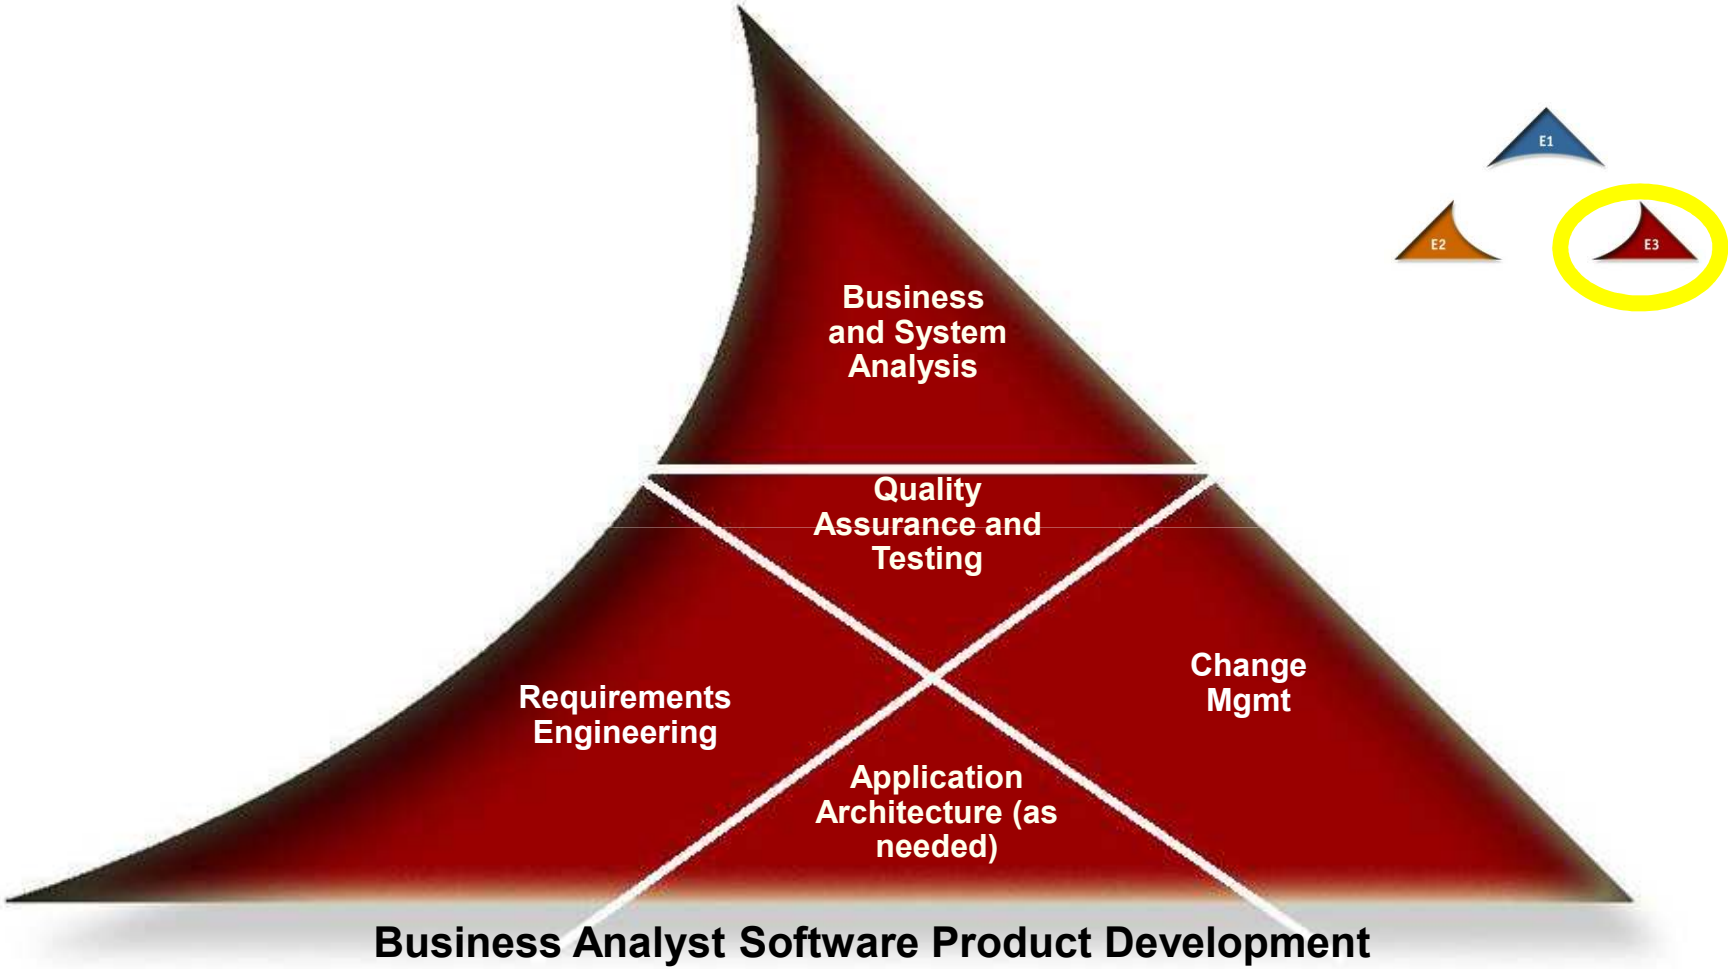 E1
E2
E3
Business
and System
Analysis
Quality
Assurance and
Testing
Requirements
Engineering
Change
Mgmt
Application
Architecture (as
needed)
Business Analyst Software Product Development